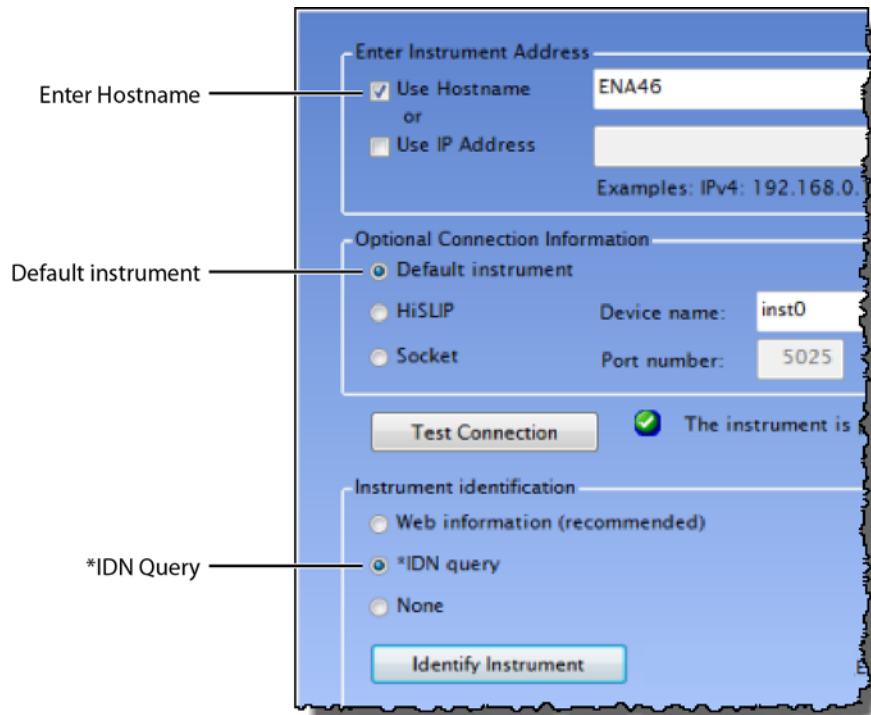 Enter Instrument Address
Enter Hostname
Use Hostname
ENA46
or
Use IP Address
Examples: IPv4: 192.168.0.
Optional Connection Information
Default instrument
Default instrument
HiSLIP
Device name:
inst0
Socket
Port number:
5025
Test Connection
The instrument is
Instrument identification
Web information (recommended)
*IDN Query
*IDN query
None
Identify Instrument